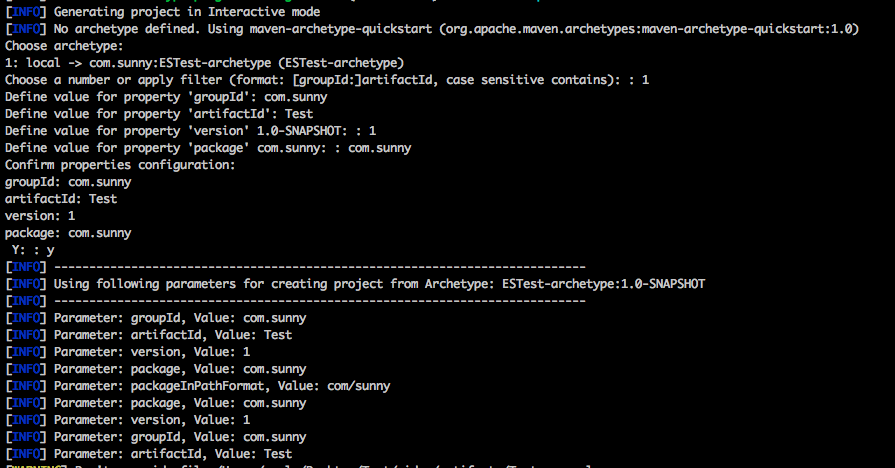 [INFO] Generating project in Interactive mode
[INFO] No archetype defined. Using maven-archetype-quickstart (org.apache.maven.archetypes:maven-archetype-quickstart:1.0)
Choose archetype:
1: local -> com.sunny:ESTest-archetype (ESTest-archetype)
Choose a number or apply filter (format: [groupId:]artifactId, case sensitive contains): : 1
Define value for property 'groupId': com.sunny
Define value for property 'artifactId': Test
Define value for property 'version' 1.0-SNAPSHOT: : 1
Define value for property 'package' com.sunny: : com.sunny
Confirm properties configuration:
groupId: com.sunny
artifactId: Test
version: 1
package: com.sunny
 Y: : y
[INFO] ----------------------------------------------------------------------------
[INFO] Using following parameters for creating project from Archetype: ESTest-archetype:1.0-SNAPSHOT
[INFO] ----------------------------------------------------------------------------
[INFO] Parameter: groupId, Value: com.sunny
[INFO] Parameter: artifactId, Value: Test
[INFO] Parameter: version, Value: 1
[INFO] Parameter: package, Value: com.sunny
[INFO] Parameter: packageInPathFormat, Value: com/sunny
[INFO] Parameter: package, Value: com.sunny
[INFO] Parameter: version, Value: 1
[INFO] Parameter: groupId, Value: com.sunny
[INFO] Parameter: artifactId, Value: Test